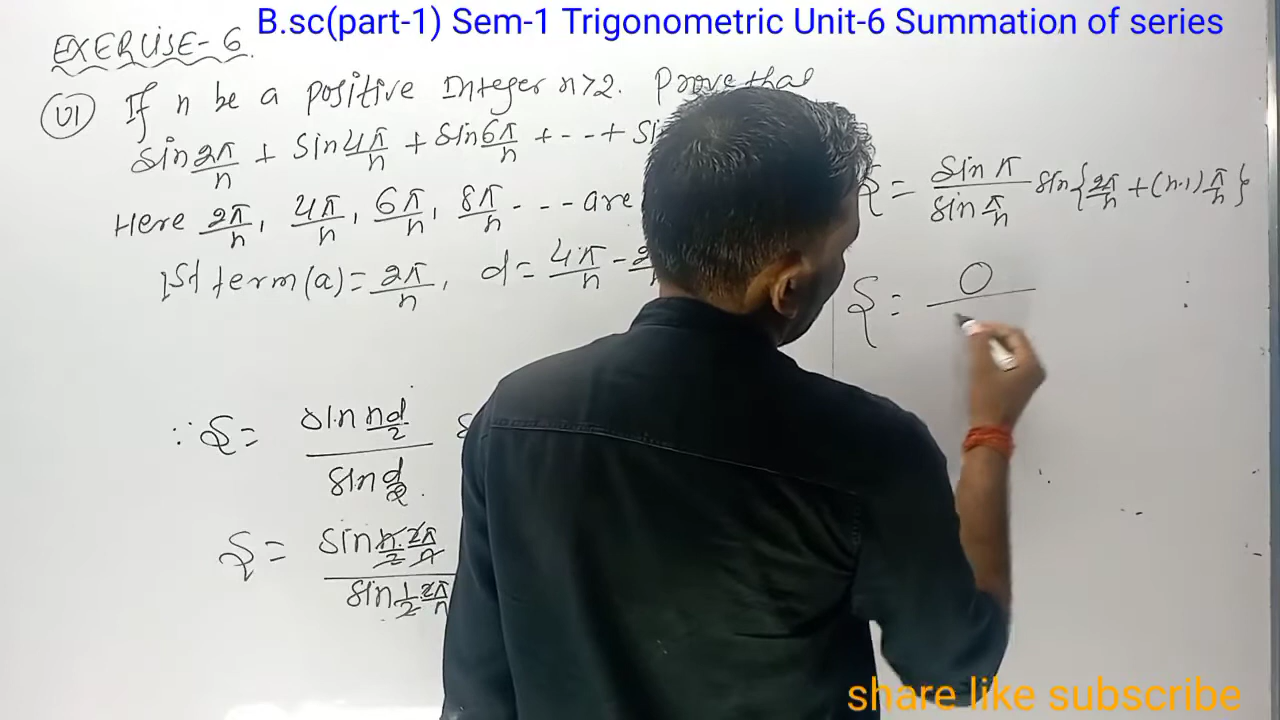 B.sc(part-1) Sem-1 Trigonometric Unit-6 Summation of series
EXERCISE-6.
(VI) If n be a positive Integer n>2. Prove that
sin 2π/n + sin 4π/n + sin 6π/n + --- + si
Here 2π/n, 4π/n, 6π/n, 8π/n --- are
1st term(a) = 2π/n, d = 4π/n - 2
∵ S = sin nd/2 / sin d/2.
S = sin n/2 · 2π/n / sin 1/2 · 2π/n
S = sin π / sin π/n sin{2π/n + (n-1) π/n}
S = 0
share like subscribe